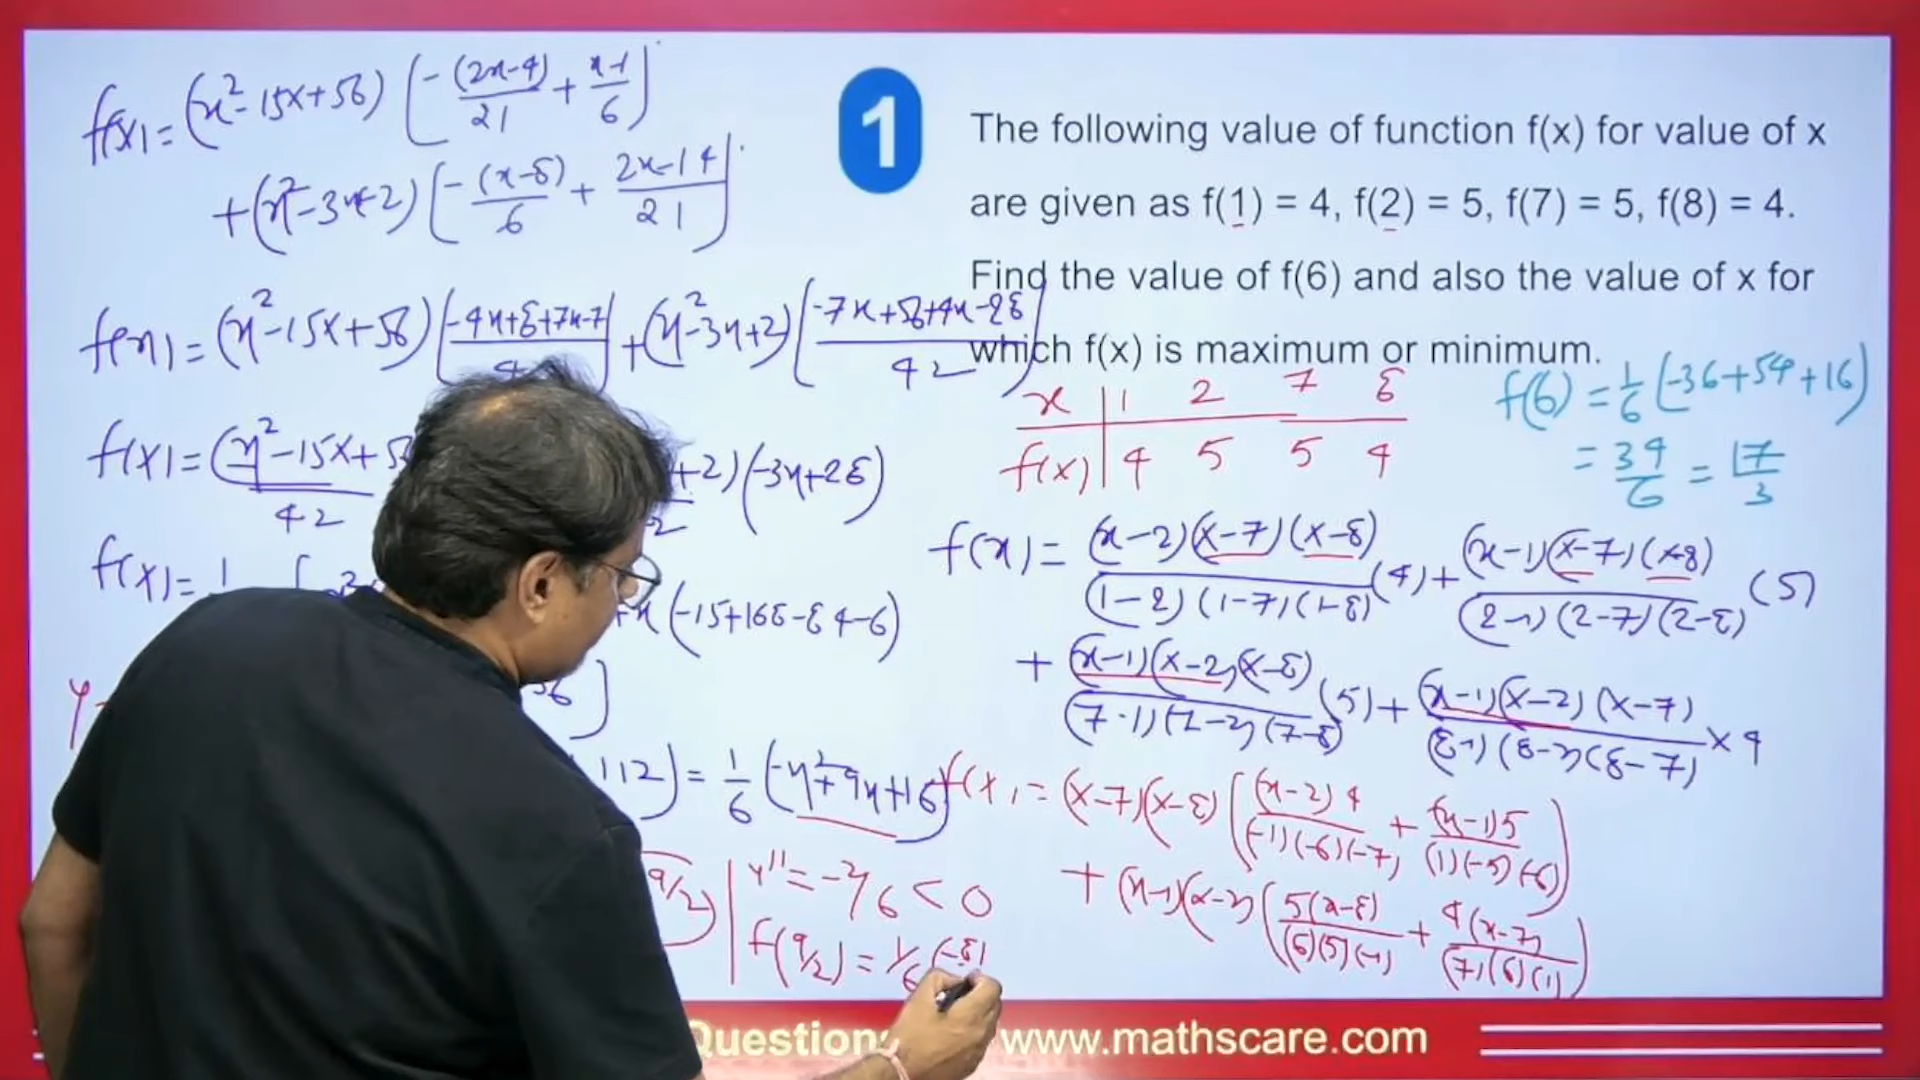 1
The following value of function f(x) for value of x
are given as f(1) = 4, f(2) = 5, f(7) = 5, f(8) = 4.
Find the value of f(6) and also the value of x for
which f(x) is maximum or minimum.
f(x) = (x²-15x+56) [-(2x-4)/21 + x-1/6]
+(x²-3x+2) [-(x-8)/6 + 2x-14/21]
f(x) = (x²-15x+56) [-4x+8+7x-7/4 + (x²-3x+2) [-7x+56+4x-28/42]
f(x) = (x²-15x+5 /42 +2)(-3x+28)
f(x) = 1 +x(-15+168-84-6)
56]
y
112) = 1/6 (-x²+9x+16)
9/2)
y'' = -2/6 < 0
f(9/2) = 1/6 (-81
x | 1 2 7 8
f(x) | 4 5 5 4
f(6) = 1/6 (-36+54+16)
= 34/6 = 17/3
f(x) = (x-2)(x-7)(x-8)/(1-2)(1-7)(1-8) (4) + (x-1)(x-7)(x-8)/(2-1)(2-7)(2-8) (5)
+ (x-1)(x-2)(x-8)/(7-1)(7-2)(7-8) (5) + (x-1)(x-2)(x-7)/(8-1)(8-2)(8-7) × 4
f(x) = (x-7)(x-8) ((x-2)4/(-1)(-6)(-7) + (x-1)5/(1)(-5)(-6))
+ (x-1)(x-2) (5(x-8)/(6)(5)(-1) + 4(x-7)/(7)(6)(1))
Question
www.mathscare.com